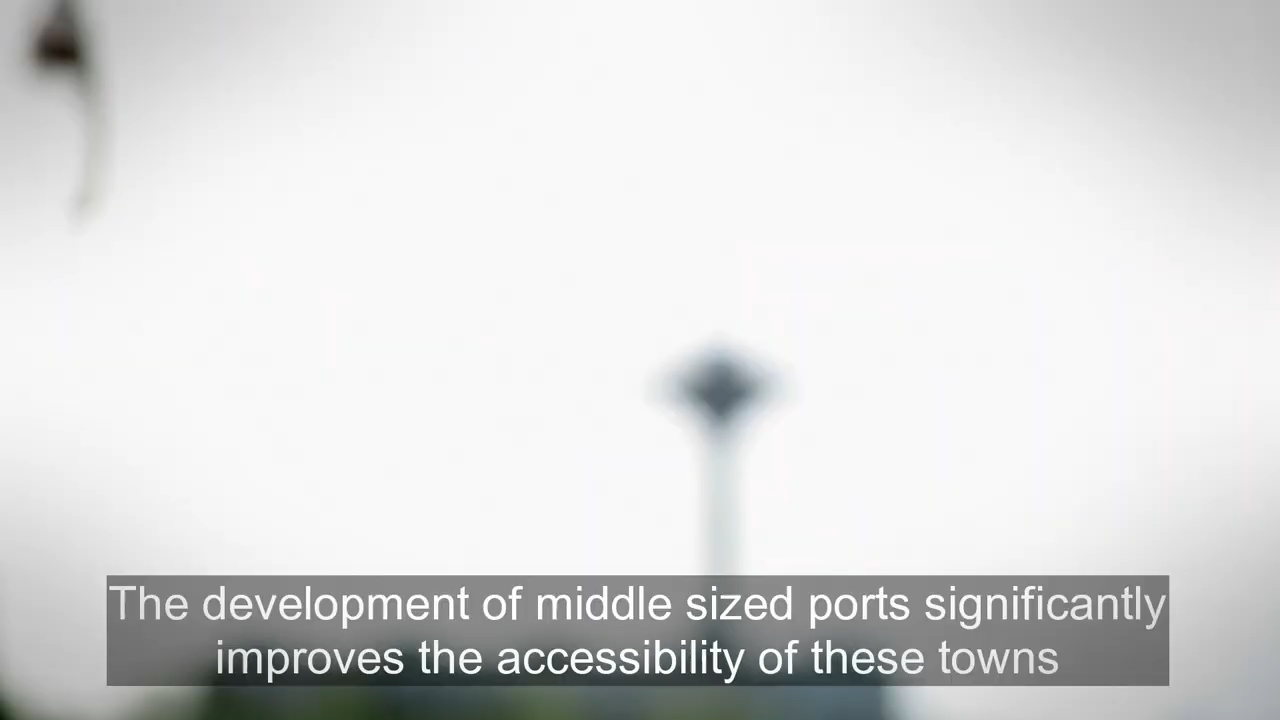 The development of middle sized ports significantly
improves the accessibility of these towns